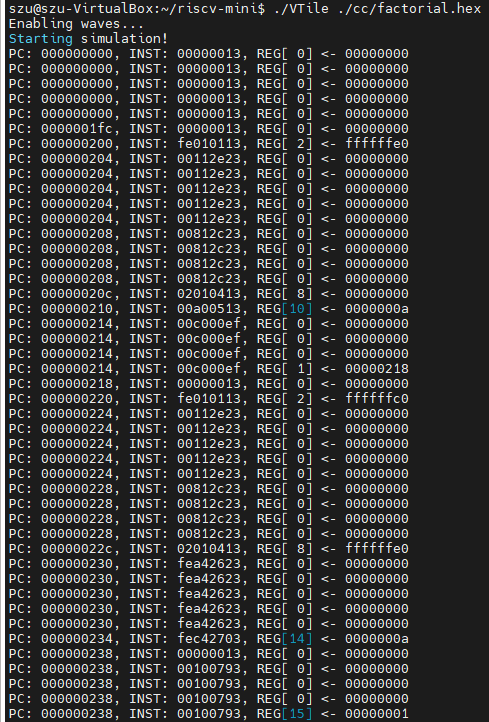 szu@szu-VirtualBox:~/riscv-mini$ ./VTile ./cc/factorial.hex
Enabling waves...
Starting simulation!
PC: 000000000, INST: 00000013, REG[ 0] <- 00000000
PC: 000000000, INST: 00000013, REG[ 0] <- 00000000
PC: 000000000, INST: 00000013, REG[ 0] <- 00000000
PC: 000000000, INST: 00000013, REG[ 0] <- 00000000
PC: 000000000, INST: 00000013, REG[ 0] <- 00000000
PC: 0000001fc, INST: 00000013, REG[ 0] <- 00000000
PC: 000000200, INST: fe010113, REG[ 2] <- ffffffe0
PC: 000000204, INST: 00112e23, REG[ 0] <- 00000000
PC: 000000204, INST: 00112e23, REG[ 0] <- 00000000
PC: 000000204, INST: 00112e23, REG[ 0] <- 00000000
PC: 000000204, INST: 00112e23, REG[ 0] <- 00000000
PC: 000000204, INST: 00112e23, REG[ 0] <- 00000000
PC: 000000208, INST: 00812c23, REG[ 0] <- 00000000
PC: 000000208, INST: 00812c23, REG[ 0] <- 00000000
PC: 000000208, INST: 00812c23, REG[ 0] <- 00000000
PC: 000000208, INST: 00812c23, REG[ 0] <- 00000000
PC: 00000020c, INST: 02010413, REG[ 8] <- 00000000
PC: 000000210, INST: 00a00513, REG[10] <- 0000000a
PC: 000000214, INST: 00c000ef, REG[ 0] <- 00000000
PC: 000000214, INST: 00c000ef, REG[ 0] <- 00000000
PC: 000000214, INST: 00c000ef, REG[ 0] <- 00000000
PC: 000000214, INST: 00c000ef, REG[ 1] <- 00000218
PC: 000000218, INST: 00000013, REG[ 0] <- 00000000
PC: 000000220, INST: fe010113, REG[ 2] <- ffffffc0
PC: 000000224, INST: 00112e23, REG[ 0] <- 00000000
PC: 000000224, INST: 00112e23, REG[ 0] <- 00000000
PC: 000000224, INST: 00112e23, REG[ 0] <- 00000000
PC: 000000224, INST: 00112e23, REG[ 0] <- 00000000
PC: 000000224, INST: 00112e23, REG[ 0] <- 00000000
PC: 000000228, INST: 00812c23, REG[ 0] <- 00000000
PC: 000000228, INST: 00812c23, REG[ 0] <- 00000000
PC: 000000228, INST: 00812c23, REG[ 0] <- 00000000
PC: 000000228, INST: 00812c23, REG[ 0] <- 00000000
PC: 00000022c, INST: 02010413, REG[ 8] <- ffffffe0
PC: 000000230, INST: fea42623, REG[ 0] <- 00000000
PC: 000000230, INST: fea42623, REG[ 0] <- 00000000
PC: 000000230, INST: fea42623, REG[ 0] <- 00000000
PC: 000000230, INST: fea42623, REG[ 0] <- 00000000
PC: 000000230, INST: fea42623, REG[ 0] <- 00000000
PC: 000000234, INST: fec42703, REG[14] <- 0000000a
PC: 000000238, INST: 00000013, REG[ 0] <- 00000000
PC: 000000238, INST: 00100793, REG[ 0] <- 00000000
PC: 000000238, INST: 00100793, REG[ 0] <- 00000000
PC: 000000238, INST: 00100793, REG[ 0] <- 00000000
PC: 000000238, INST: 00100793, REG[15] <- 00000001